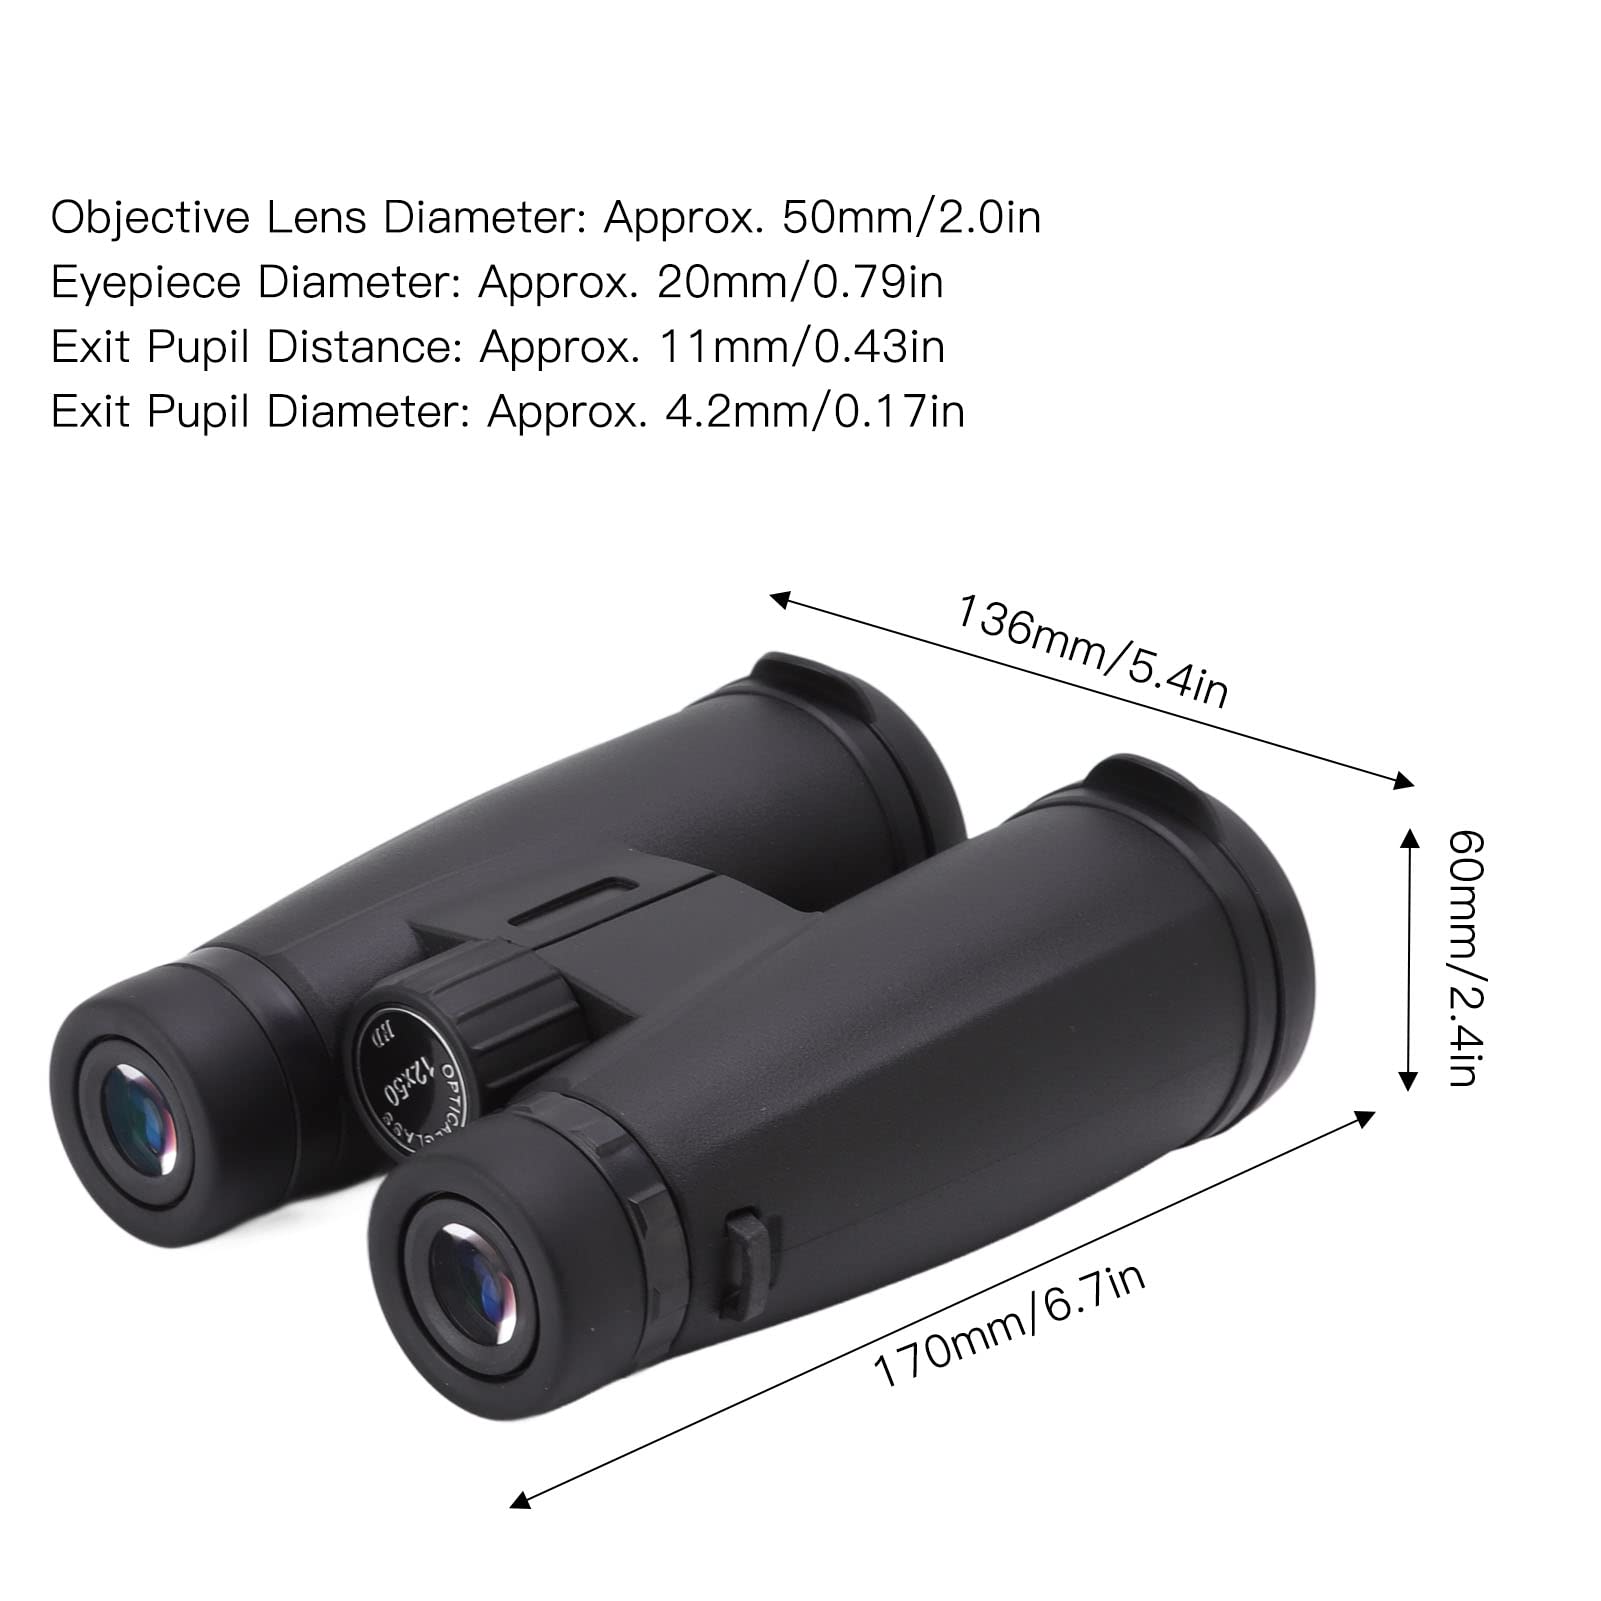 Objective Lens Diameter: Approx. 50mm/2.0in
Eyepiece Diameter: Approx. 20mm/0.79in
Exit Pupil Distance: Approx. 11mm/0.43in
Exit Pupil Diameter: Approx. 4.2mm/0.17in
136mm/5.4in
60mm/2.4in
170mm/6.7in
HD
12x50
OPTICAL GLASS